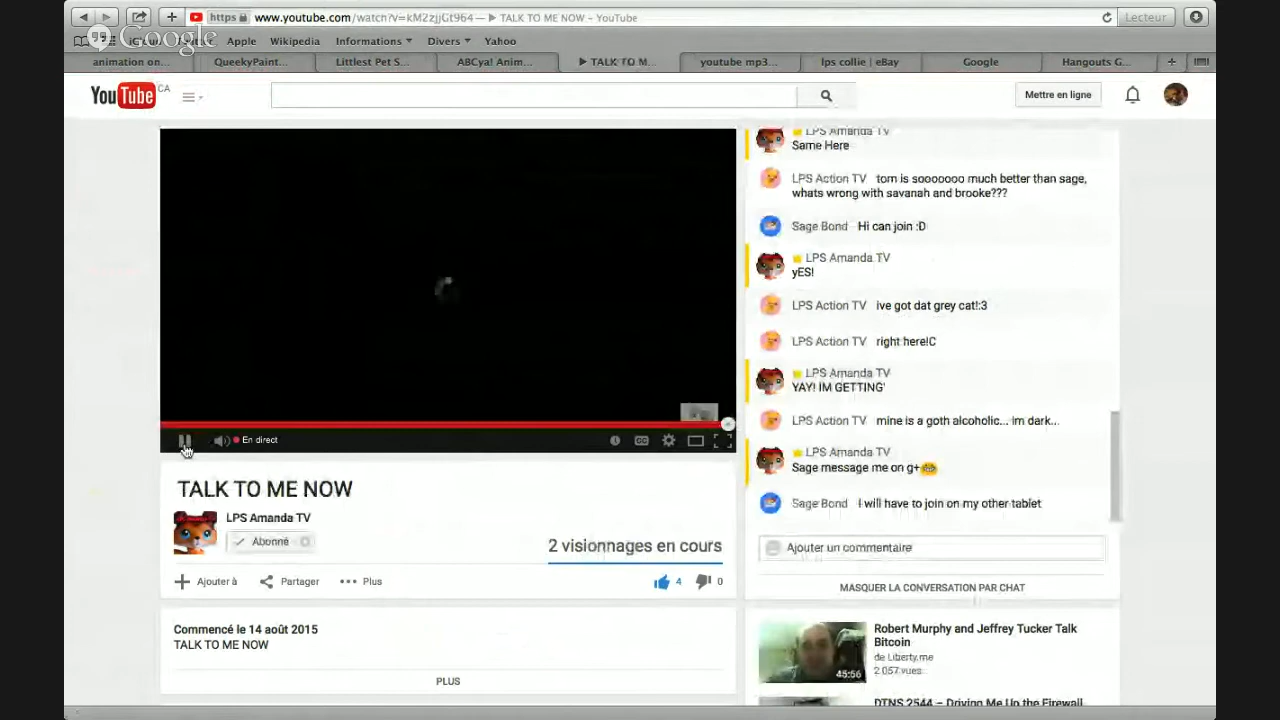 https www.youtube.com/watch?v=kM2zjjGt964 — ▶ TALK TO ME NOW – YouTube
Lecteur
Google
Apple Wikipedia Informations Divers Yahoo
animation on... QueekyPaint... Littlest Pet S... ABCya! Anim... ▶ TALK TO M... youtube mp3... lps collie | eBay Google Hangouts G...
YouTube CA
Mettre en ligne
LPS Amanda TV
Same Here
LPS Action TV tom is sooooooo much better than sage,
whats wrong with savanah and brooke???
Sage Bond Hi can join :D
LPS Amanda TV
yES!
LPS Action TV ive got dat grey cat!:3
LPS Action TV right here!C
LPS Amanda TV
YAY! IM GETTING'
LPS Action TV mine is a goth alcoholic... im dark...
LPS Amanda TV
Sage message me on g+
Sage Bond I will have to join on my other tablet
Ajouter un commentaire
MASQUER LA CONVERSATION PAR CHAT
En direct
TALK TO ME NOW
LPS Amanda TV
Abonné
2 visionnages en cours
Ajouter à Partager Plus 4 0
Commencé le 14 août 2015
TALK TO ME NOW
PLUS
Robert Murphy and Jeffrey Tucker Talk
Bitcoin
de Liberty.me
2 057 vues
45:56
DTNS 2544 – Driving Me Up the Firewall